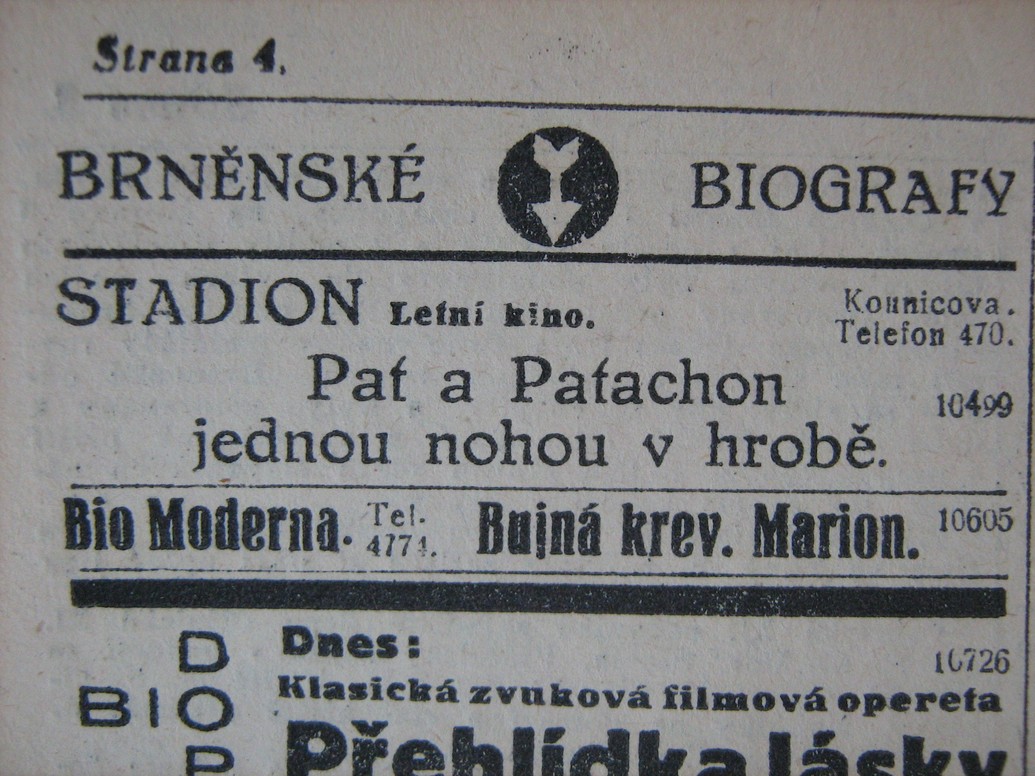 Strana 4.
BRNĚNSKÉ BIOGRAFY
STADION Letní kino. Kounicova.
Telefon 470.
Pat a Patachon 10499
jednou nohou v hrobě.
Bio Moderna. Tel. 4774. Bujná krev. Marion. 10605
D Dnes: 10726
BIO Klasická zvuková filmová opereta
P Přehlídka lásky